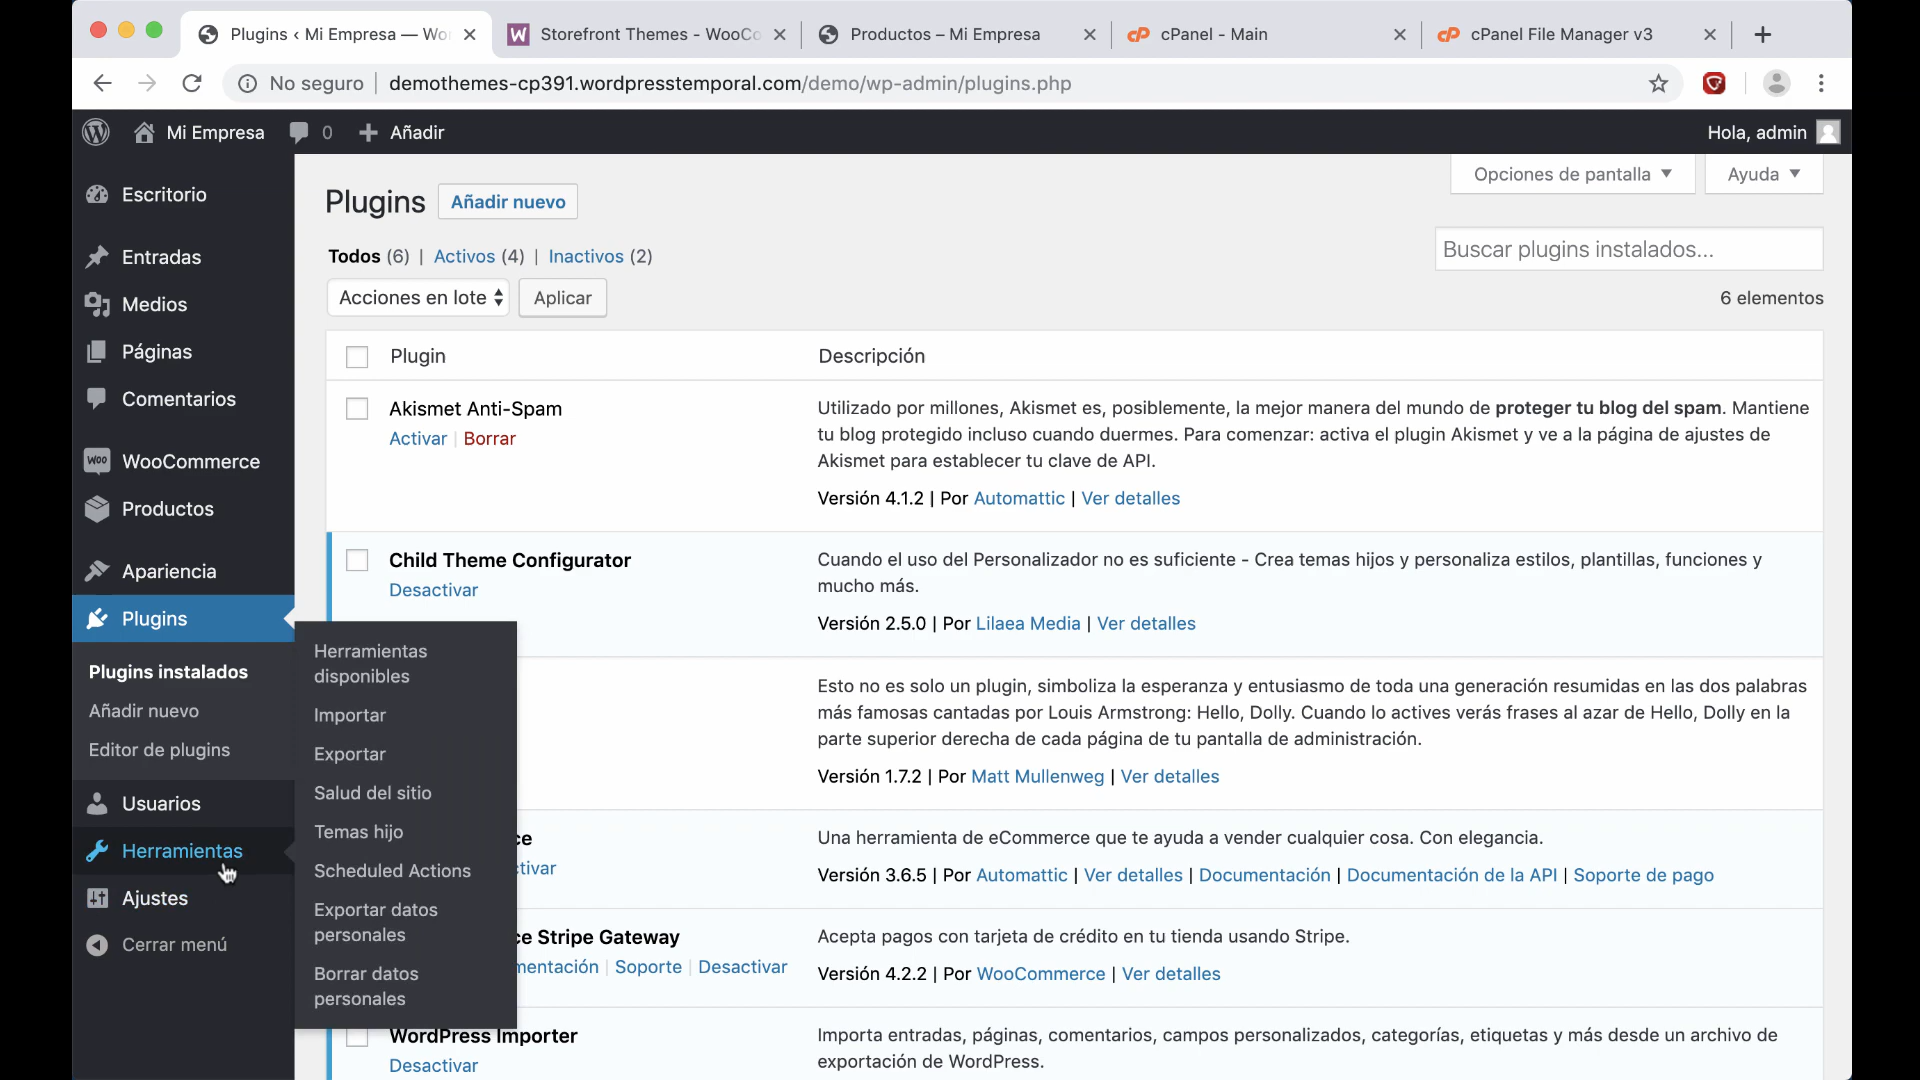 Plugins ‹ Mi Empresa — Wo
Storefront Themes - WooCo
Productos – Mi Empresa
cPanel - Main
cPanel File Manager v3
No seguro
demothemes-cp391.wordpresstemporal.com/demo/wp-admin/plugins.php
Mi Empresa
0
Añadir
Hola, admin
Escritorio
Entradas
Medios
Páginas
Comentarios
WooCommerce
Productos
Apariencia
Plugins
Plugins instalados
Añadir nuevo
Editor de plugins
Usuarios
Herramientas
Ajustes
Cerrar menú
Herramientas
disponibles
Importar
Exportar
Salud del sitio
Temas hijo
Scheduled Actions
Exportar datos
personales
Borrar datos
personales
Opciones de pantalla
Ayuda
Plugins
Añadir nuevo
Todos (6) | Activos (4) | Inactivos (2)
Buscar plugins instalados...
Acciones en lote
Aplicar
6 elementos
Plugin
Descripción
Akismet Anti-Spam
Activar | Borrar
Utilizado por millones, Akismet es, posiblemente, la mejor manera del mundo de proteger tu blog del spam. Mantiene
tu blog protegido incluso cuando duermes. Para comenzar: activa el plugin Akismet y ve a la página de ajustes de
Akismet para establecer tu clave de API.
Versión 4.1.2 | Por Automattic | Ver detalles
Child Theme Configurator
Desactivar
Cuando el uso del Personalizador no es suficiente - Crea temas hijos y personaliza estilos, plantillas, funciones y
mucho más.
Versión 2.5.0 | Por Lilaea Media | Ver detalles
Esto no es solo un plugin, simboliza la esperanza y entusiasmo de toda una generación resumidas en las dos palabras
más famosas cantadas por Louis Armstrong: Hello, Dolly. Cuando lo actives verás frases al azar de Hello, Dolly en la
parte superior derecha de cada página de tu pantalla de administración.
Versión 1.7.2 | Por Matt Mullenweg | Ver detalles
ce
ctivar
Una herramienta de eCommerce que te ayuda a vender cualquier cosa. Con elegancia.
Versión 3.6.5 | Por Automattic | Ver detalles | Documentación | Documentación de la API | Soporte de pago
ce Stripe Gateway
mentación | Soporte | Desactivar
Acepta pagos con tarjeta de crédito en tu tienda usando Stripe.
Versión 4.2.2 | Por WooCommerce | Ver detalles
WordPress Importer
Desactivar
Importa entradas, páginas, comentarios, campos personalizados, categorías, etiquetas y más desde un archivo de
exportación de WordPress.